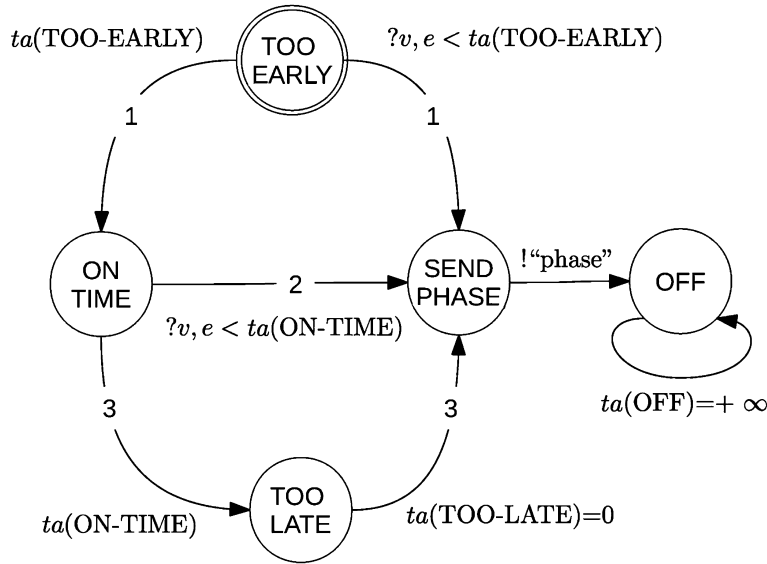 ta(TOO-EARLY)
TOO
EARLY
?v, e < ta(TOO-EARLY)
1
1
ON
TIME
2
?v, e < ta(ON-TIME)
SEND
PHASE
!“phase”
OFF
ta(OFF)=+ ∞
3
3
ta(ON-TIME)
TOO
LATE
ta(TOO-LATE)=0